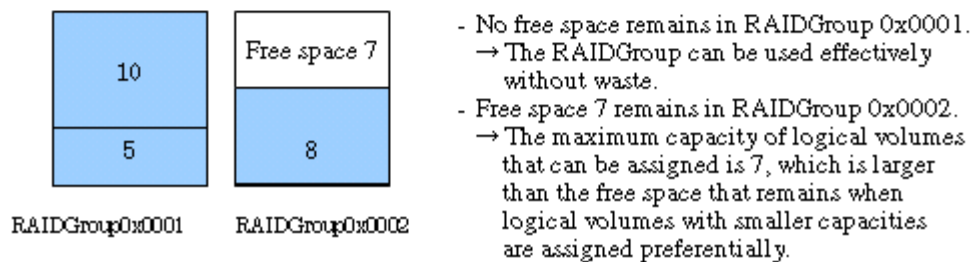 10
5
Free space 7
8
RAIDGroup0x0001
RAIDGroup0x0002
- No free space remains in RAIDGroup 0x0001.
→ The RAIDGroup can be used effectively
without waste.
- Free space 7 remains in RAIDGroup 0x0002.
→ The maximum capacity of logical volumes
that can be assigned is 7, which is larger
than the free space that remains when
logical volumes with smaller capacities
are assigned preferentially.